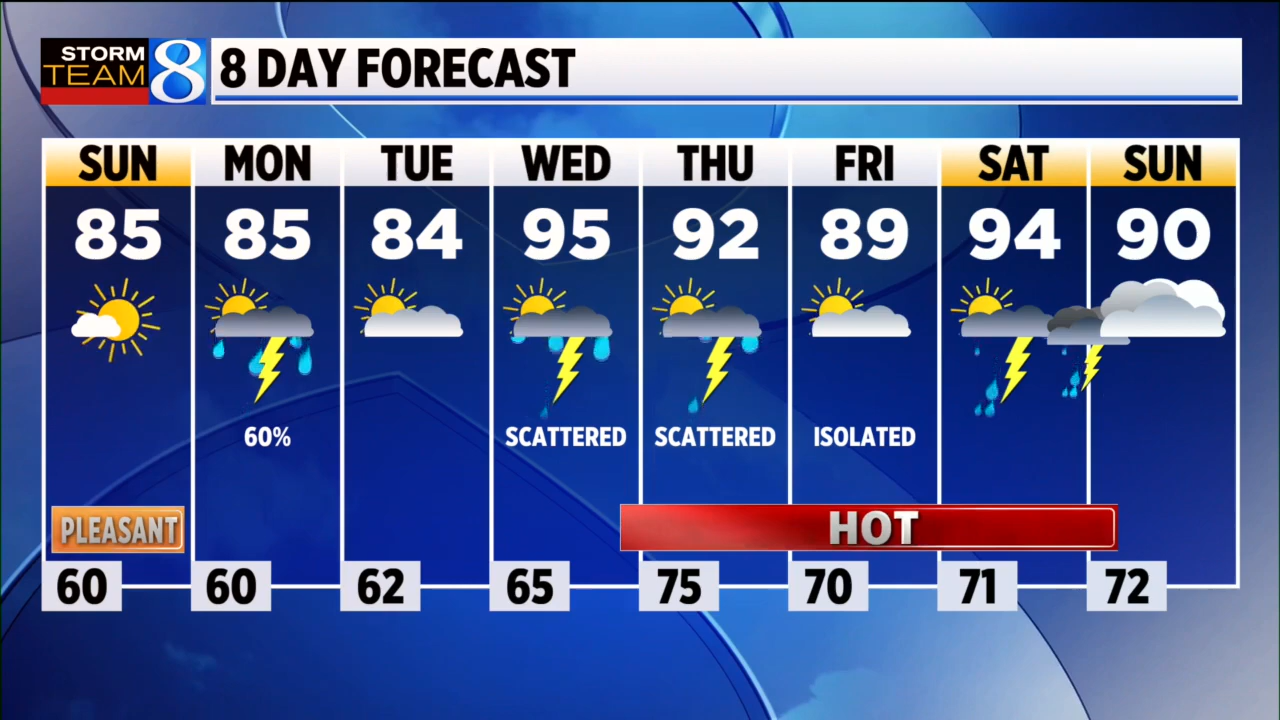 STORM
TEAM 8
8 DAY FORECAST
SUN MON TUE WED THU FRI SAT SUN
85 85 84 95 92 89 94 90
60% SCATTERED SCATTERED ISOLATED
PLEASANT HOT
60 60 62 65 75 70 71 72